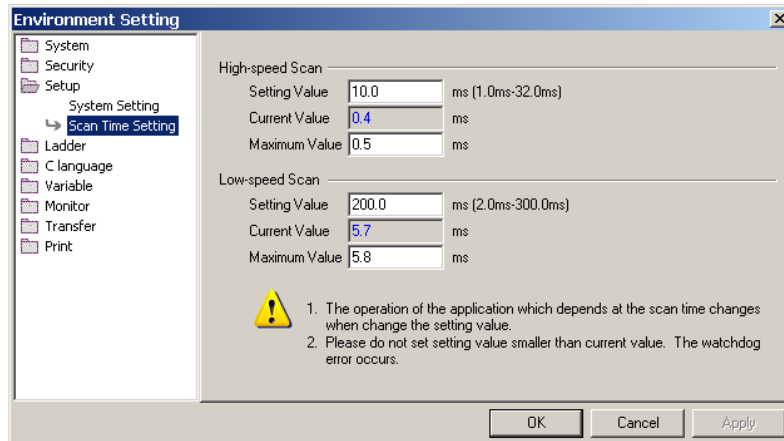 Environment Setting
System
Security
Setup
System Setting
Scan Time Setting
Ladder
C language
Variable
Monitor
Transfer
Print
High-speed Scan
Setting Value 10.0 ms (1.0ms-32.0ms)
Current Value 0.4 ms
Maximum Value 0.5 ms
Low-speed Scan
Setting Value 200.0 ms (2.0ms-300.0ms)
Current Value 5.7 ms
Maximum Value 5.8 ms
1. The operation of the application which depends at the scan time changes
when change the setting value.
2. Please do not set setting value smaller than current value. The watchdog
error occurs.
OK Cancel Apply